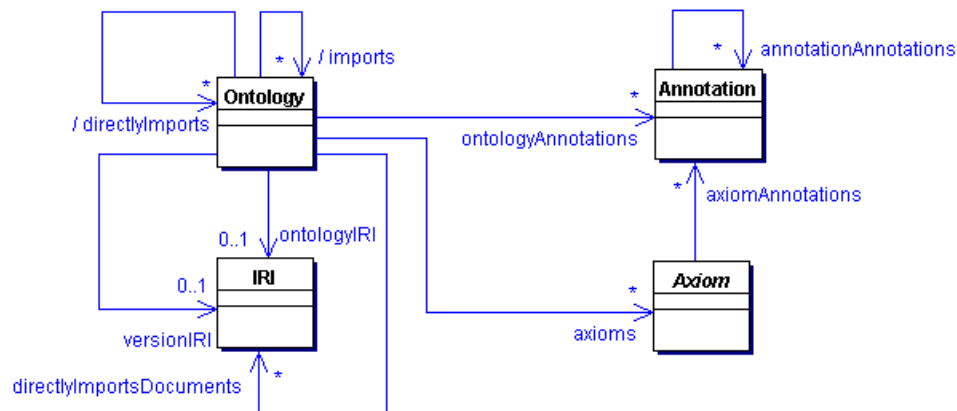 *
/ imports
*
annotationAnnotations
*
Ontology
*
Annotation
/ directlyImports
ontologyAnnotations
*
axiomAnnotations
0..1
ontologyIRI
IRI
Axiom
0..1
*
versionIRI
axioms
directlyImportsDocuments
*